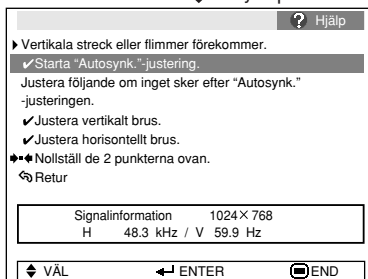 Hjälp
Vertikala streck eller flimmer förekommer.
✔Starta “Autosynk.”-justering.
Justera följande om inget sker efter “Autosynk.”
-justeringen.
✔Justera vertikalt brus.
✔Justera horisontellt brus.
Nollställ de 2 punkterna ovan.
Retur
Signalinformation 1024×768
H 48.3 kHz / V 59.9 Hz
VÄL ENTER END